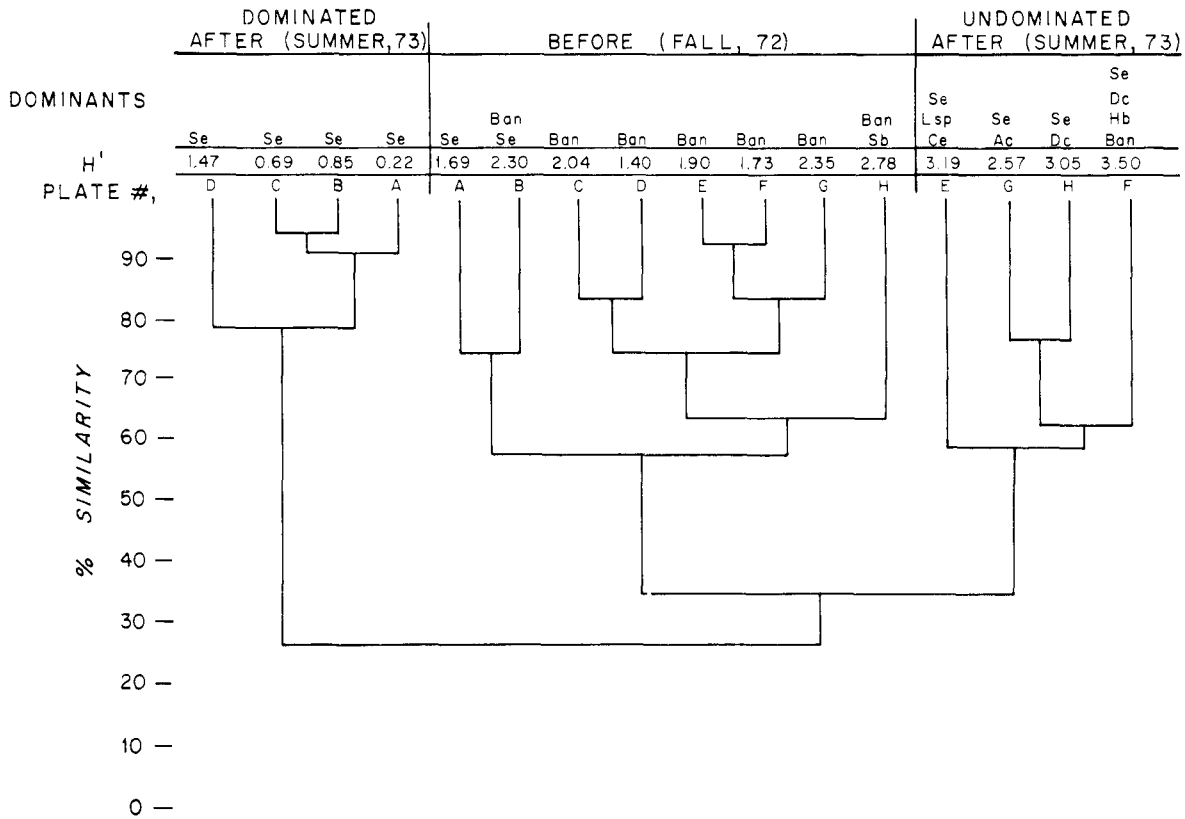 DOMINATED UNDOMINATED
AFTER (SUMMER,73) BEFORE (FALL, 72) AFTER (SUMMER, 73)
Se
DOMINANTS Se Dc
Ban Ban Lsp Se Se Hb
Se Se Se Se Se Se Ban Ban Ban Ban Ban Sb Ce Ac Dc Ban
H' 1.47 0.69 0.85 0.22 1.69 2.30 2.04 1.40 1.90 1.73 2.35 2.78 3.19 2.57 3.05 3.50
PLATE #, D C B A A B C D E F G H E G H F
90
80
70
60
50
40
30
20
10
0
% SIMILARITY